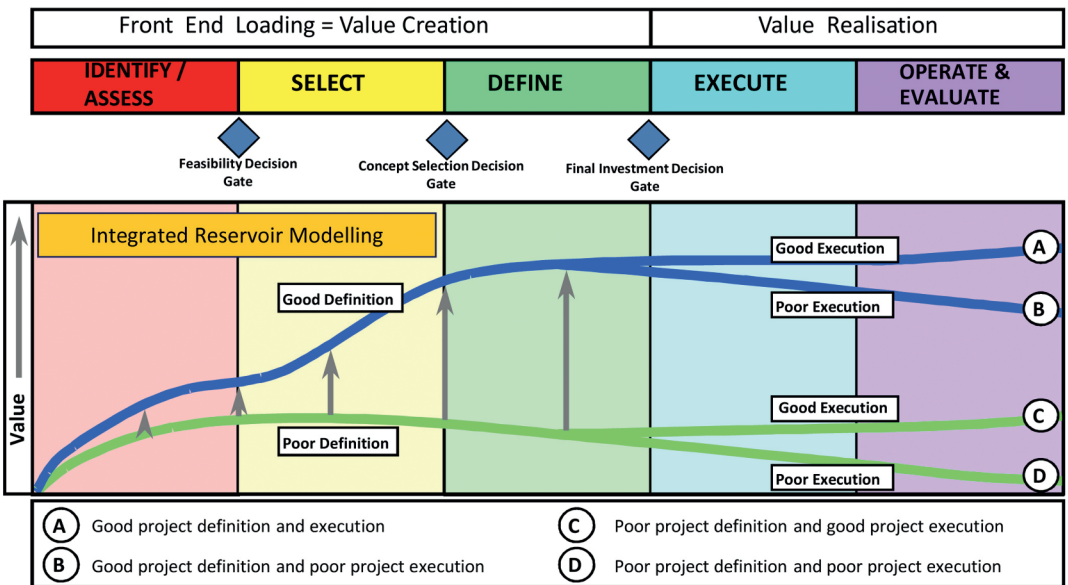 Front End Loading = Value Creation
Value Realisation
IDENTIFY /
ASSESS
SELECT
DEFINE
EXECUTE
OPERATE &
EVALUATE
Feasibility Decision
Gate
Concept Selection Decision
Gate
Final Investment Decision
Gate
Value
Integrated Reservoir Modelling
Good Definition
Poor Definition
Good Execution
A
Poor Execution
B
Good Execution
C
Poor Execution
D
A Good project definition and execution
B Good project definition and poor project execution
C Poor project definition and good project execution
D Poor project definition and poor project execution